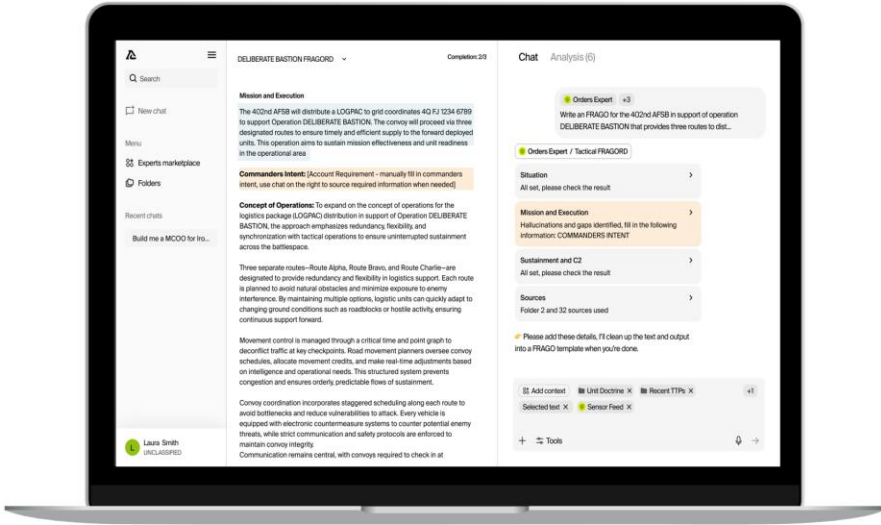 Search
New chat
Menu
Experts marketplace
Folders
Recent chats
Build me a MCOO for Iro...
L
Laura Smith
UNCLASSIFIED
DELIBERATE BASTION FRAGORD
Completion: 2/3
Mission and Execution
The 402nd AFSB will distribute a LOGPAC to grid coordinates 4Q FJ 1234 6789
to support Operation DELIBERATE BASTION. The convoy will proceed via three
designated routes to ensure timely and efficient supply to the forward deployed
units. This operation aims to sustain mission effectiveness and unit readiness
in the operational area
Commanders Intent: [Account Requirement - manually fill in commanders
intent, use chat on the right to source required information when needed]
Concept of Operations: To expand on the concept of operations for the
logistics package (LOGPAC) distribution in support of Operation DELIBERATE
BASTION, the approach emphasizes redundancy, flexibility, and
synchronization with tactical operations to ensure uninterrupted sustainment
across the battlespace.
Three separate routes—Route Alpha, Route Bravo, and Route Charlie—are
designated to provide redundancy and flexibility in logistics support. Each route
is planned to avoid natural obstacles and minimize exposure to enemy
interference. By maintaining multiple options, logistic units can quickly adapt to
changing ground conditions such as roadblocks or hostile activity, ensuring
continuous support forward.
Movement control is managed through a critical time and point graph to
deconflict traffic at key checkpoints. Road movement planners oversee convoy
schedules, allocate movement credits, and make real-time adjustments based
on intelligence and operational needs. This structured system prevents
congestion and ensures orderly, predictable flows of sustainment.
Convoy coordination incorporates staggered scheduling along each route to
avoid bottlenecks and reduce vulnerabilities to attack. Every vehicle is
equipped with electronic countermeasure systems to counter potential enemy
threats, while strict communication and safety protocols are enforced to
maintain convoy integrity.
Communication remains central, with convoys required to check in at
Chat Analysis (6)
Orders Expert +3
Write an FRAGO for the 402nd AFSB in support of operation
DELIBERATE BASTION that provides three routes to dist...
Orders Expert / Tactical FRAGORD
Situation
All set, please check the result
Mission and Execution
Hallucinations and gaps identified, fill in the following
information: COMMANDERS INTENT
Sustainment and C2
All set, please check the result
Sources
Folder 2 and 32 sources used
Please add these details, I'll clean up the text and output
into a FRAGO template when you're done.
Add context Unit Doctrine X Recent TTPs X +1
Selected text X Sensor Feed X
Tools